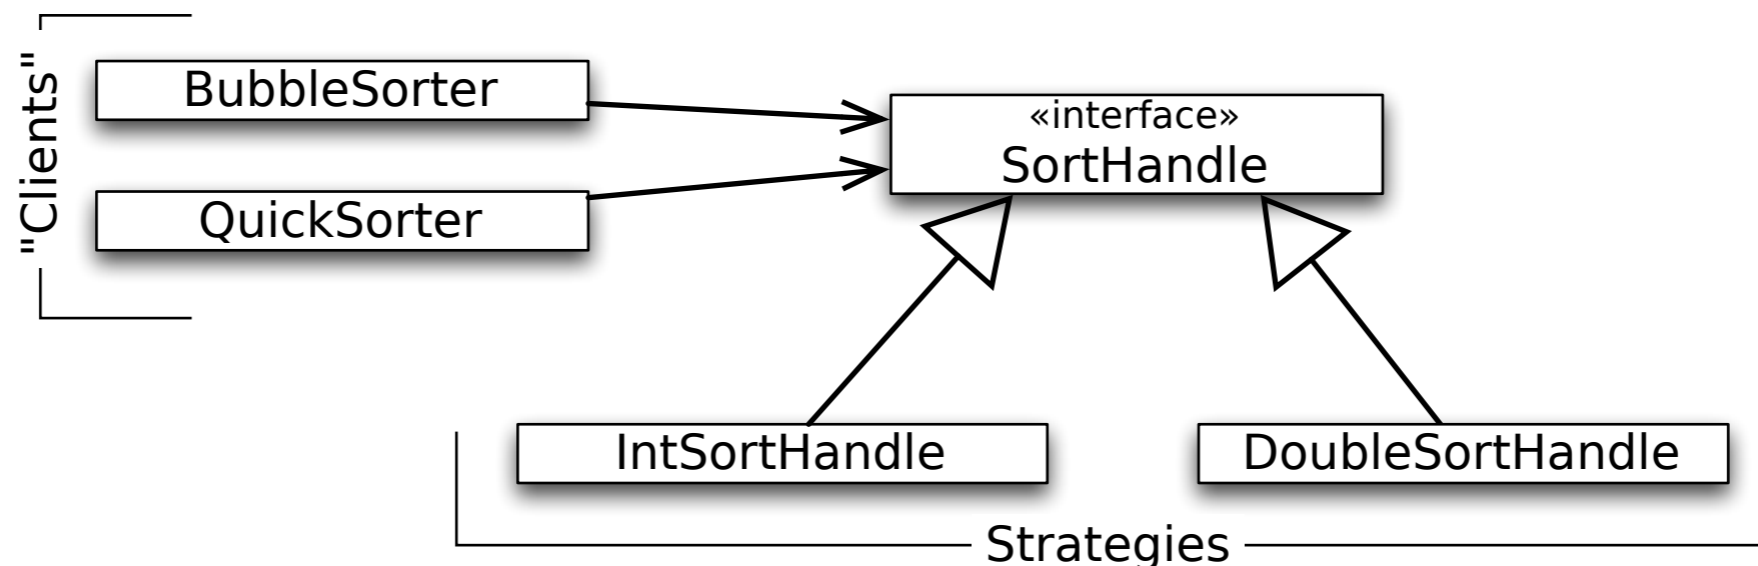 "Clients"
BubbleSorter
QuickSorter
«interface»
SortHandle
IntSortHandle
DoubleSortHandle
Strategies